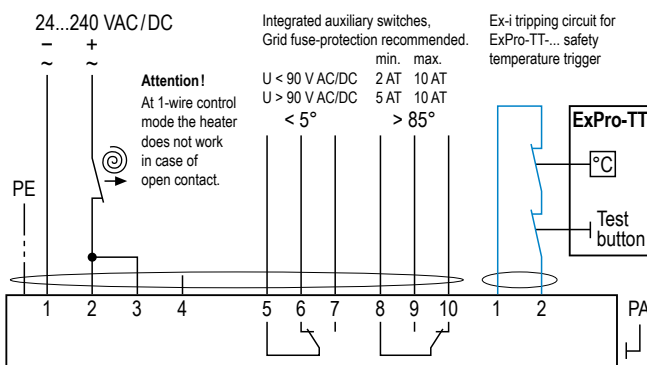 24...240 VAC/DC
– +
~ ~
Attention!
At 1-wire control
mode the heater
does not work
in case of
open contact.
PE
Integrated auxiliary switches,
Grid fuse-protection recommended.
min. max.
U < 90 V AC/DC 2 AT 10 AT
U > 90 V AC/DC 5 AT 10 AT
< 5° > 85°
Ex-i tripping circuit for
ExPro-TT-... safety
temperature trigger
ExPro-TT
°C
Test
button
1 2 3 4 5 6 7 8 9 10 1 2 PA